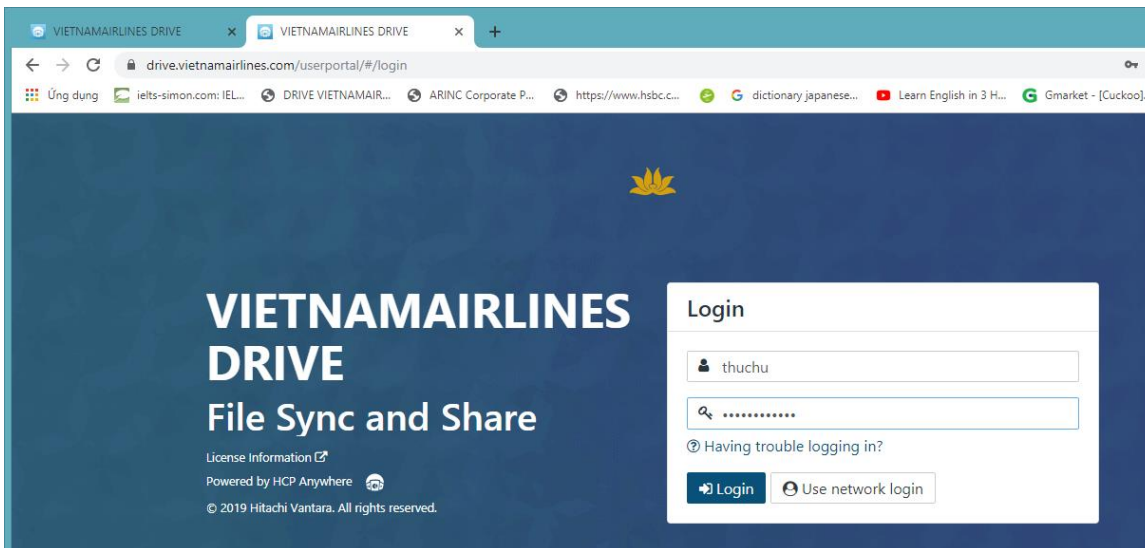 VIETNAMAIRLINES DRIVE
VIETNAMAIRLINES DRIVE
drive.vietnamairlines.com/userportal/#/login
Ứng dụng ielts-simon.com: IEL... DRIVE VIETNAMAIR... ARINC Corporate P... https://www.hsbc.c... dictionary japanese... Learn English in 3 H... Gmarket - [Cuckoo]
VIETNAMAIRLINES
DRIVE
File Sync and Share
License Information
Powered by HCP Anywhere
© 2019 Hitachi Vantara. All rights reserved.
Login
thuchu
••••••••••••
Having trouble logging in?
Login Use network login